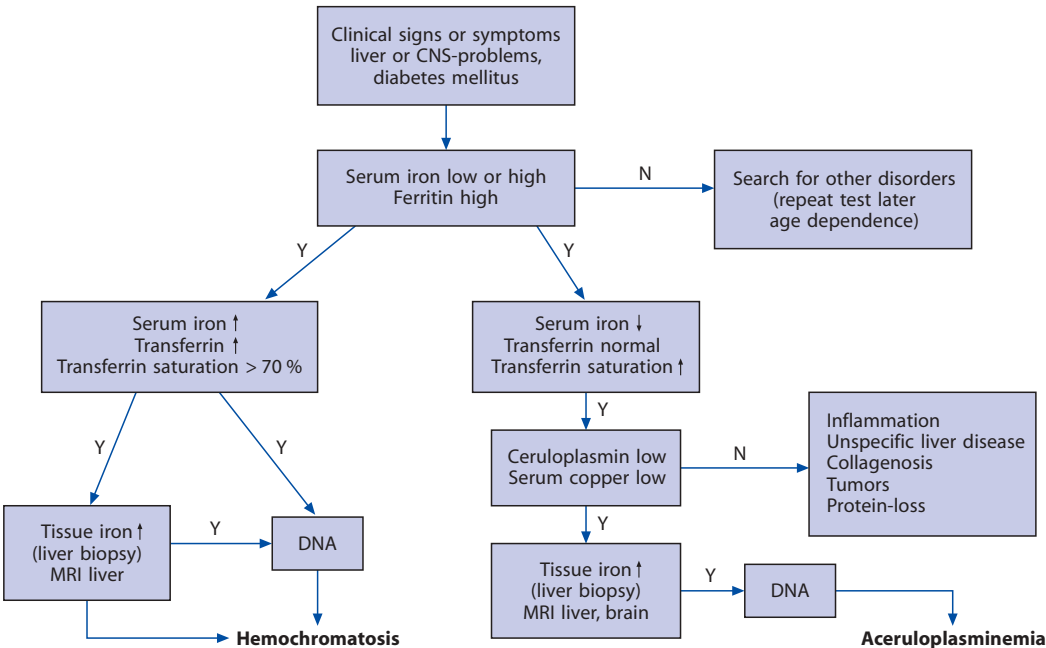 Clinical signs or symptoms
liver or CNS-problems,
diabetes mellitus
Serum iron low or high
Ferritin high
N
Search for other disorders
(repeat test later
age dependence)
Y
Y
Serum iron ↑
Transferrin ↑
Transferrin saturation > 70 %
Serum iron ↓
Transferrin normal
Transferrin saturation ↑
Y
Y
Y
Ceruloplasmin low
Serum copper low
N
Inflammation
Unspecific liver disease
Collagenosis
Tumors
Protein-loss
Tissue iron ↑
(liver biopsy)
MRI liver
Y
DNA
Y
Tissue iron ↑
(liver biopsy)
MRI liver, brain
Y
DNA
Hemochromatosis
Aceruloplasminemia